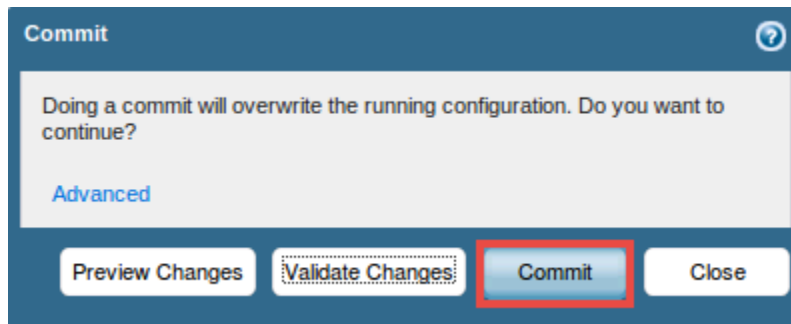 Commit
?
Doing a commit will overwrite the running configuration. Do you want to
continue?
Advanced
Preview Changes Validate Changes Commit Close